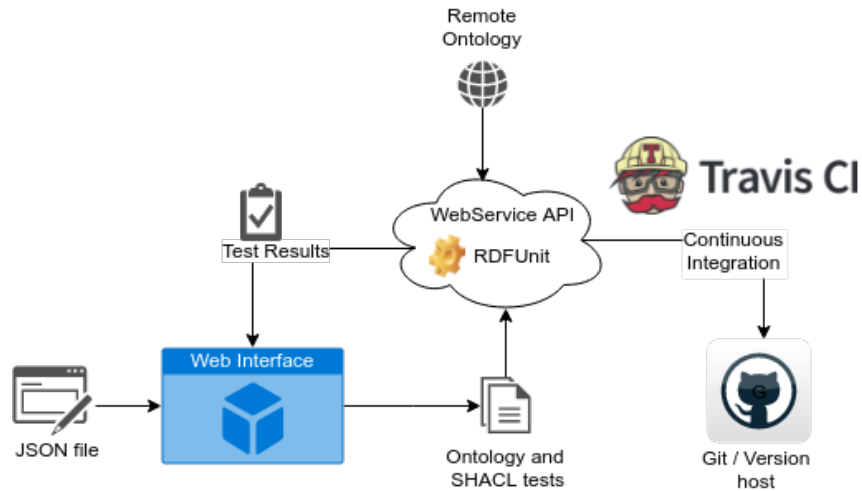 Remote
Ontology
T
Travis CI
WebService API
RDFUnit
Test Results
Continuous
Integration
Web Interface
G
JSON file
Ontology and
SHACL tests
Git / Version
host